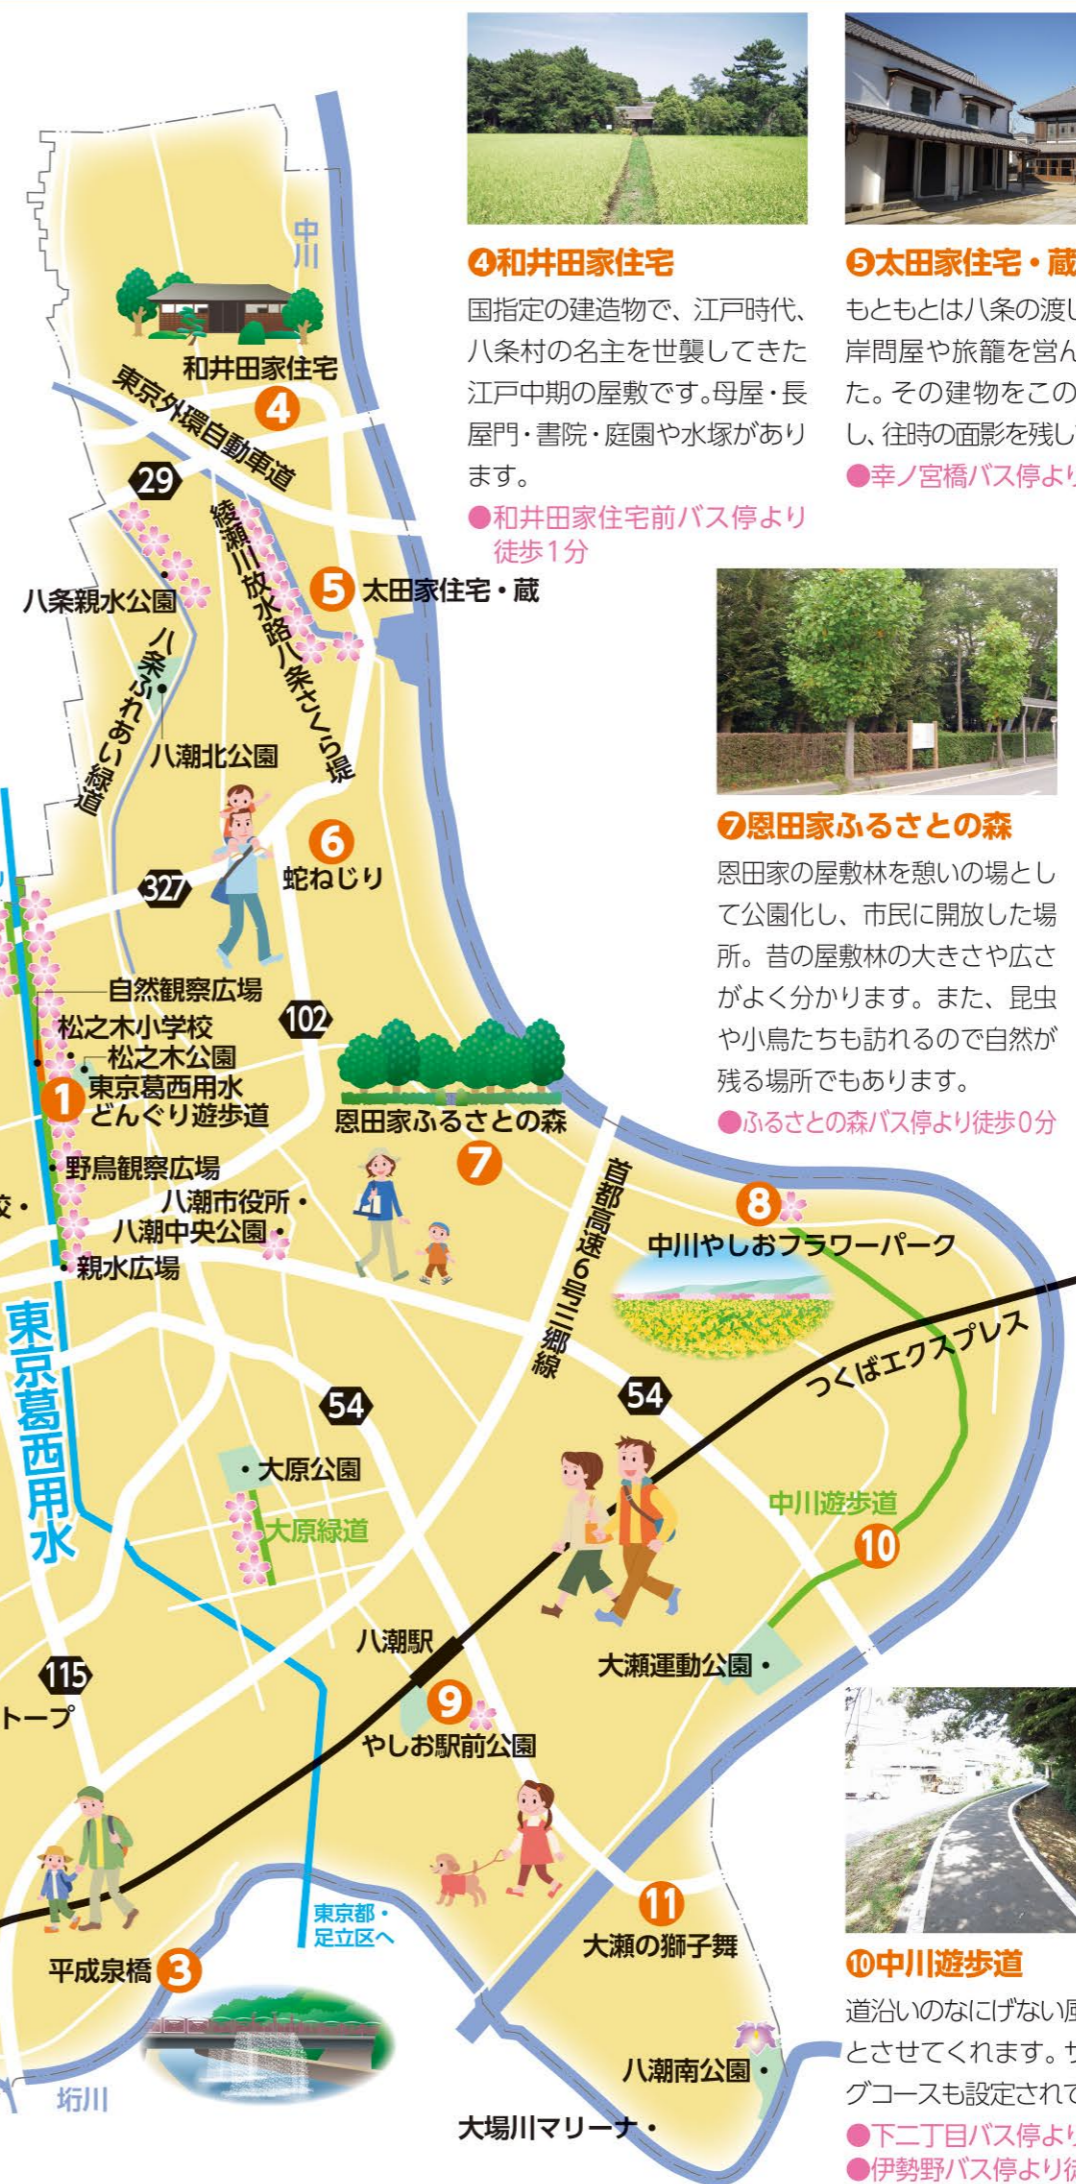 ❹和井田家住宅
国指定の建造物で、江戸時代、
八条村の名主を世襲してきた
江戸中期の屋敷です。母屋・長
屋門・書院・庭園や水塚があり
ます。
●和井田家住宅前バス停より
徒歩1分
❺太田家住宅・蔵
もともとは八条の渡し
岸問屋や旅籠を営ん
た。その建物をこの
し、往時の面影を残し
●幸ノ宮橋バス停より
❼恩田家ふるさとの森
恩田家の屋敷林を憩いの場とし
て公園化し、市民に開放した場
所。昔の屋敷林の大きさや広さ
がよく分かります。また、昆虫
や小鳥たちも訪れるので自然が
残る場所でもあります。
●ふるさとの森バス停より徒歩0分
❿中川遊歩道
道沿いのなにげない風
とさせてくれます。サ
グコースも設定されて
●下二丁目バス停より
●伊勢野バス停より徒
中川
和井田家住宅
4
東京外環自動車道
29
綾瀬川放水路八条さくら堤
5
太田家住宅・蔵
八条親水公園
八条ふれあい緑道
八潮北公園
6
蛇ねじり
327
自然観察広場
松之木小学校
松之木公園
1
東京葛西用水
どんぐり遊歩道
102
恩田家ふるさとの森
7
野鳥観察広場
校・
八潮市役所・
八潮中央公園・
親水広場
首都高速6号三郷線
8
中川やしおフラワーパーク
つくばエクスプレス
東京葛西用水
54
54
大原公園
大原緑道
中川遊歩道
10
八潮駅
大瀬運動公園・
115
トープ
9
やしお駅前公園
東京都・
足立区へ
11
大瀬の獅子舞
平成泉橋
3
垳川
八潮南公園
大場川マリーナ・